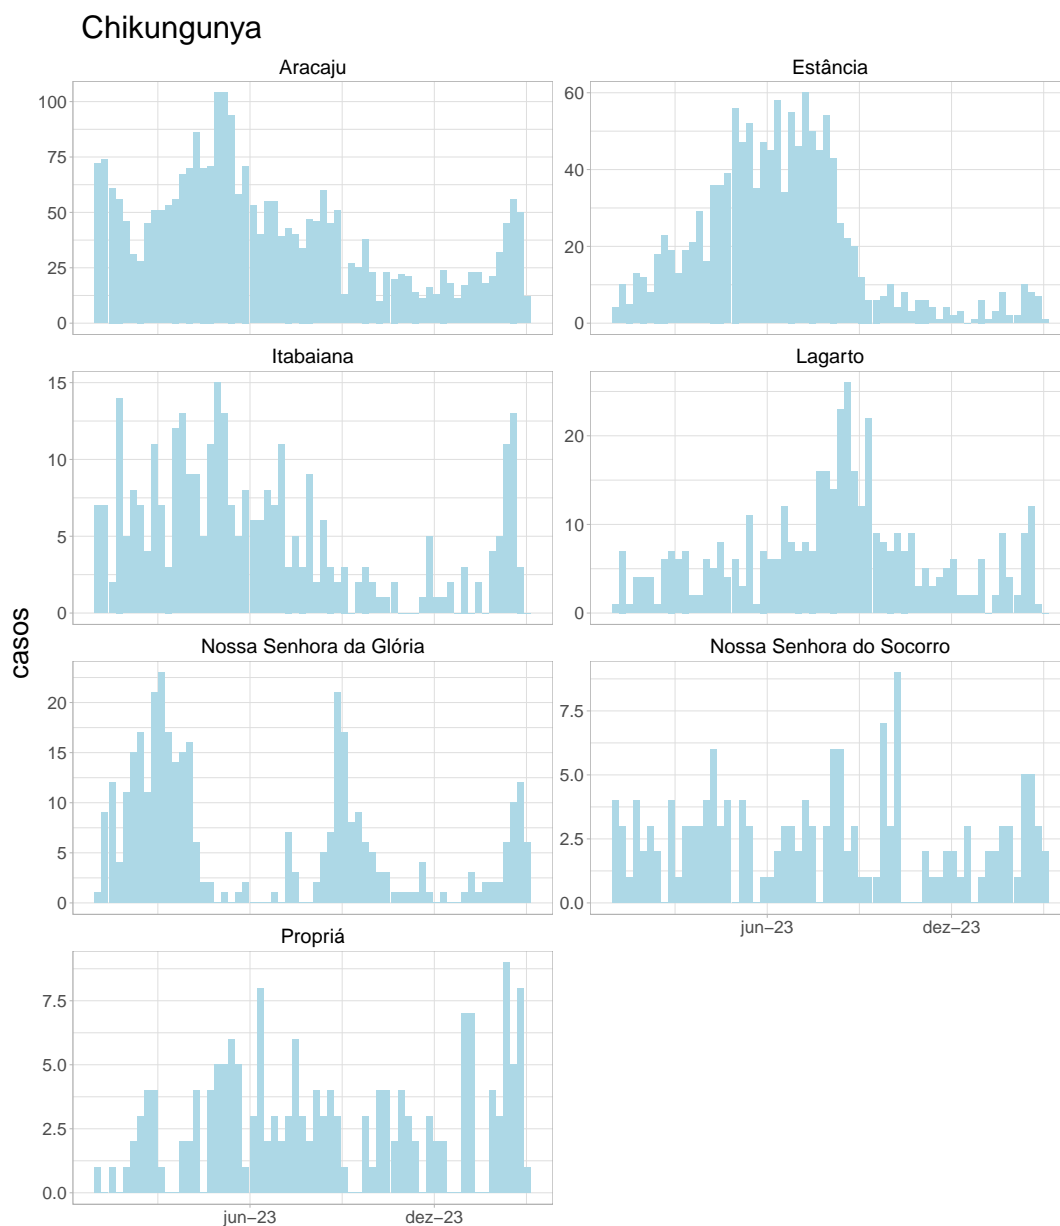 Chikungunya
Aracaju
Estância
100
75
50
25
0
60
40
20
0
Itabaiana
Lagarto
15
10
5
0
20
10
0
casos
Nossa Senhora da Glória
Nossa Senhora do Socorro
20
15
10
5
0
7.5
5.0
2.5
0.0
jun−23
dez−23
Propriá
7.5
5.0
2.5
0.0
jun−23
dez−23